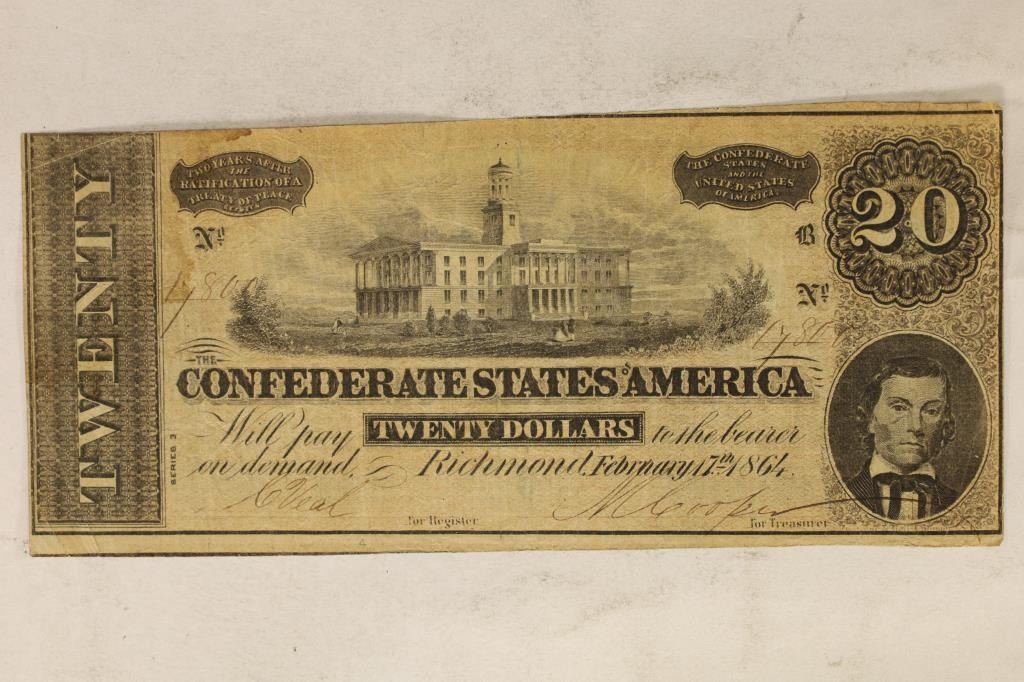 TWENTY
TWO YEARS AFTER
THE
RATIFICATION OF A
TREATY OF PEACE
THE CONFEDERATE
STATES
AND THE
UNITED STATES
OF AMERICA.
20
No
B
No
THE
CONFEDERATE STATES OF AMERICA
Will pay TWENTY DOLLARS to the bearer
on demand, Richmond, February 17th 1864.
SERIES 3
For Register
M Cooper
For Treasurer
4